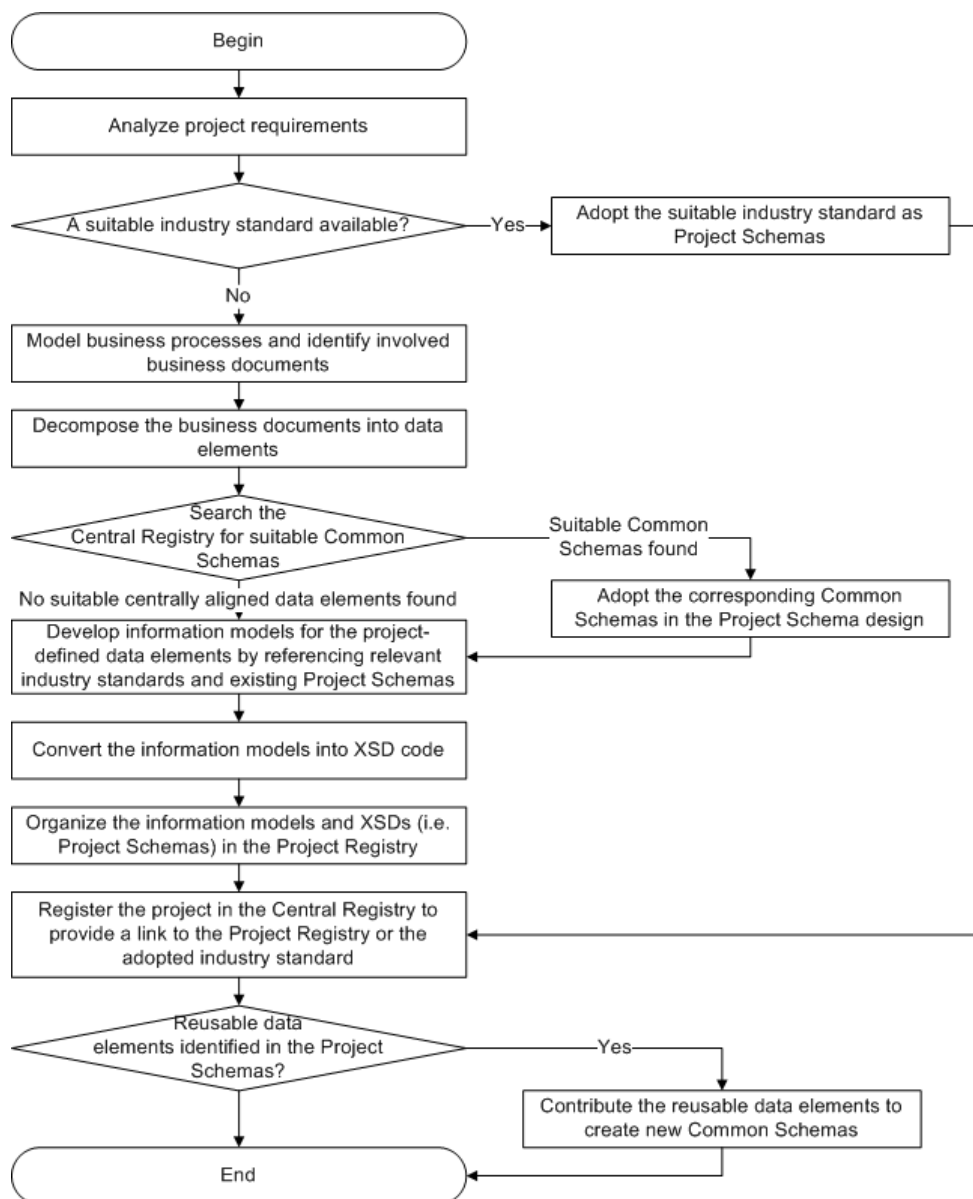 Begin
Analyze project requirements
A suitable industry standard available?
Yes
Adopt the suitable industry standard as
Project Schemas
No
Model business processes and identify involved
business documents
Decompose the business documents into data
elements
Search the
Central Registry for suitable Common
Schemas
Suitable Common
Schemas found
No suitable centrally aligned data elements found
Adopt the corresponding Common
Schemas in the Project Schema design
Develop information models for the project-
defined data elements by referencing relevant
industry standards and existing Project Schemas
Convert the information models into XSD code
Organize the information models and XSDs (i.e.
Project Schemas) in the Project Registry
Register the project in the Central Registry to
provide a link to the Project Registry or the
adopted industry standard
Reusable data
elements identified in the Project
Schemas?
Yes
Contribute the reusable data elements to
create new Common Schemas
End